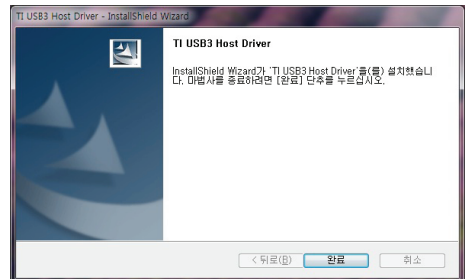 TI USB3 Host Driver - InstallShield Wizard
TI USB3 Host Driver
InstallShield Wizard가 'TI USB3 Host Driver'을(를) 설치했습니
다. 마법사를 종료하려면 [완료] 단추를 누르십시오.
< 뒤로(B) 완료 취소